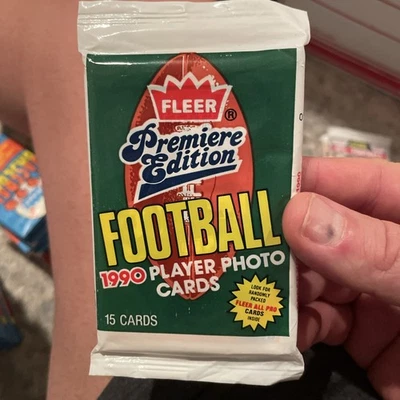 FLEER®
Premiere
Edition
FOOTBALL
1990 PLAYER PHOTO
CARDS
LOOK FOR
RANDOMLY
PACKED
FLEER ALL PRO
CARDS
INSIDE
15 CARDS
1990